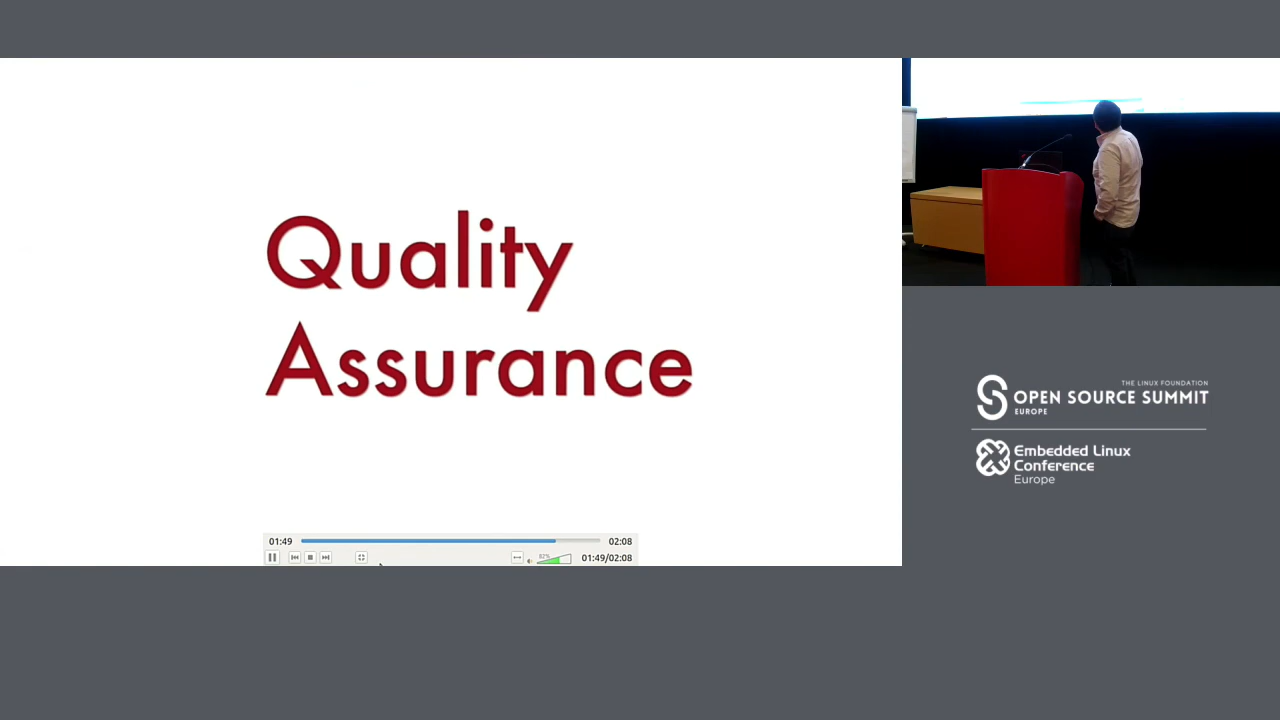 Quality
Assurance
01:49
02:08
82%
01:49/02:08
THE LINUX FOUNDATION
OPEN SOURCE SUMMIT
EUROPE
Embedded Linux
Conference
Europe